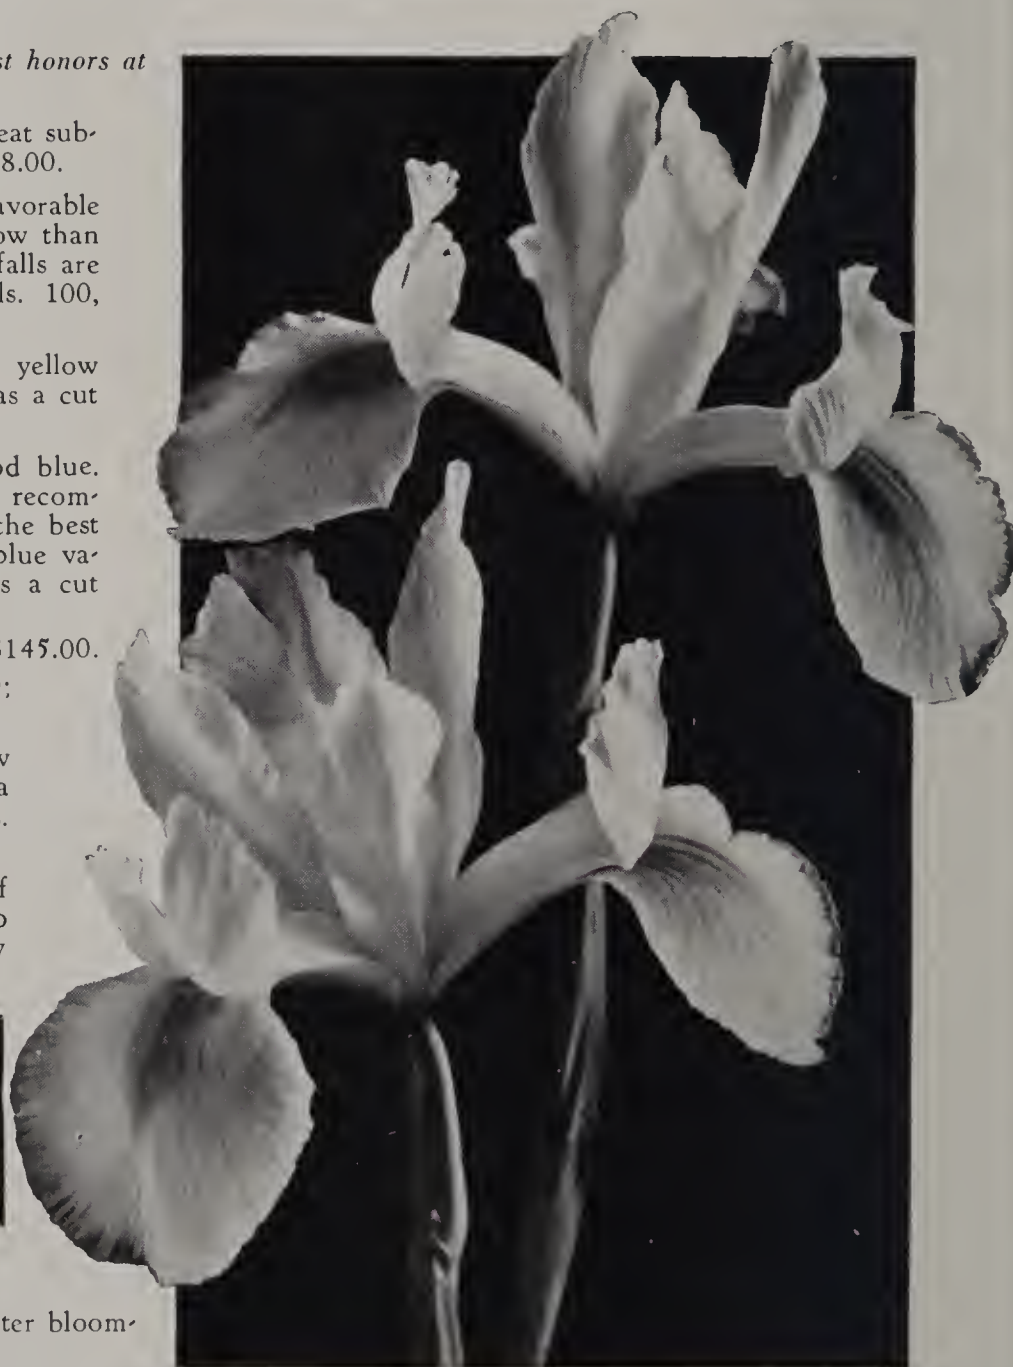 st honors at
eat sub-
8.00.
avorable
ow than
falls are
ls. 100,
yellow
as a cut
od blue.
recom-
the best
blue va-
s a cut
145.00.
;
w
a
.
f
o
y
ter bloom-